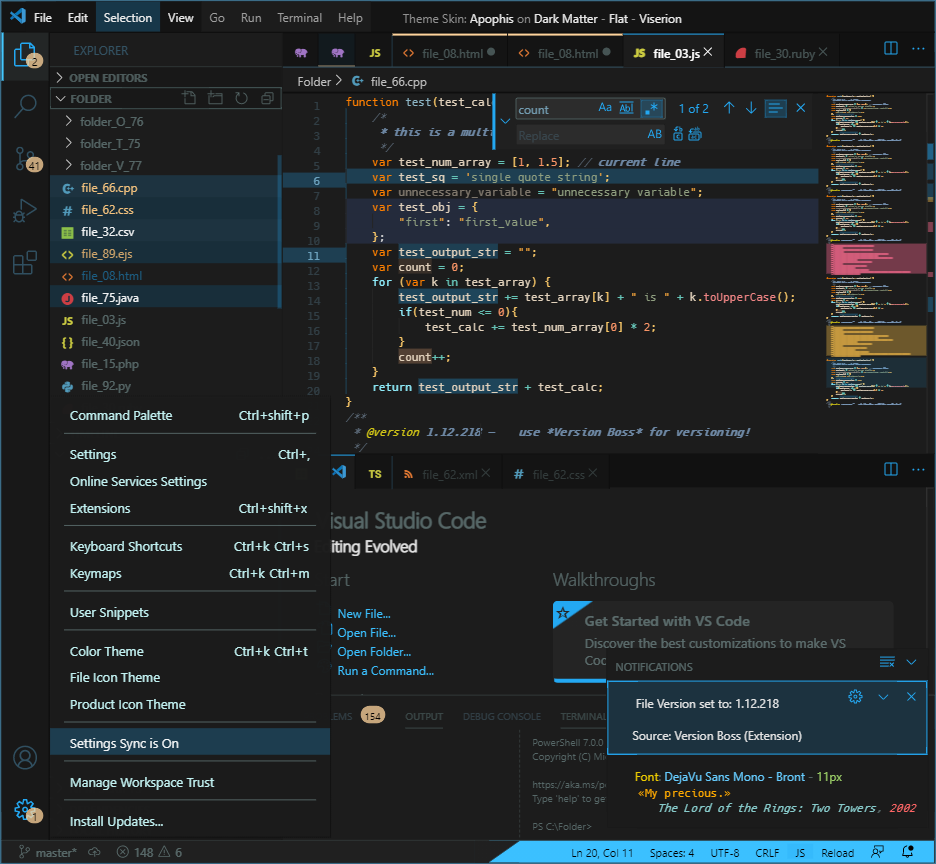 File Edit Selection View Go Run Terminal Help Theme Skin: Apophis on Dark Matter - Flat - Viserion
2
EXPLORER
JS
file_08.html
file_08.html
JS file_03.js
file_30.ruby
OPEN EDITORS
FOLDER
Folder > file_66.cpp
folder_O_76
folder_T_75
folder_V_77
41
file_66.cpp
# file_62.css
file_32.csv
file_89.ejs
file_08.html
file_75.java
JS file_03.js
{} file_40.json
file_15.php
file_92.py
count Aa Abl .* 1 of 2
Replace AB
1 function test(test_cal
2 /*
3 * this is a mult
4 */
5 var test_num_array = [1, 1.5]; // current line
6 var test_sq = 'single quote string';
7 var unnecessary_variable = "unnecessary variable";
8 var test_obj = {
9 "first": "first_value",
10 };
11 var test_output_str = "";
12 var count = 0;
13 for (var k in test_array) {
14 test_output_str += test_array[k] + " is " + k.toUpperCase();
15 if(test_num <= 0){
16 test_calc += test_num_array[0] * 2;
17 }
18 count++;
19 }
20 return test_output_str + test_calc;
}
/**
* @version 1.12.218 – use *Version Boss* for versioning!
*/
Command Palette Ctrl+shift+p
Settings Ctrl+,
Online Services Settings
Extensions Ctrl+shift+x
Keyboard Shortcuts Ctrl+k Ctrl+s
Keymaps Ctrl+k Ctrl+m
User Snippets
Color Theme Ctrl+k Ctrl+t
File Icon Theme
Product Icon Theme
Settings Sync is On
Manage Workspace Trust
Install Updates...
1
TS
file_62.xml
# file_62.css
isual Studio Code
iting Evolved
art
New File...
Open File...
Open Folder...
Run a Command...
Walkthroughs
Get Started with VS Code
Discover the best customizations to make VS
Coc
NOTIFICATIONS
File Version set to: 1.12.218
Source: Version Boss (Extension)
EMS 154 OUTPUT DEBUG CONSOLE TERMINAL
PowerShell 7.0.0
Copyright (C) Mi
https://aka.ms/p
Type 'help' to ge
PS C:\Folder>
Font: DejaVu Sans Mono - Bront - 11px
«My precious.»
The Lord of the Rings: Two Towers, 2002
master* 148 6 Ln 20, Col 11 Spaces: 4 UTF-8 CRLF JS Reload